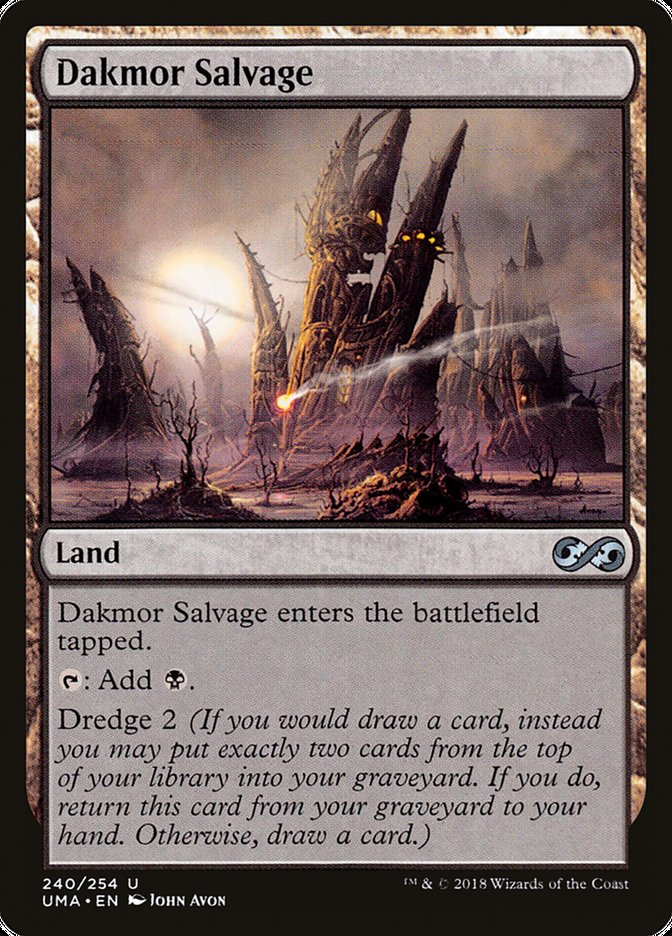 Dakmor Salvage
Land
Dakmor Salvage enters the battlefield
tapped.
: Add .
Dredge 2 (If you would draw a card, instead
you may put exactly two cards from the top
of your library into your graveyard. If you do,
return this card from your graveyard to your
hand. Otherwise, draw a card.)
240/254 U
™ & © 2018 Wizards of the Coast
UMA • EN John Avon